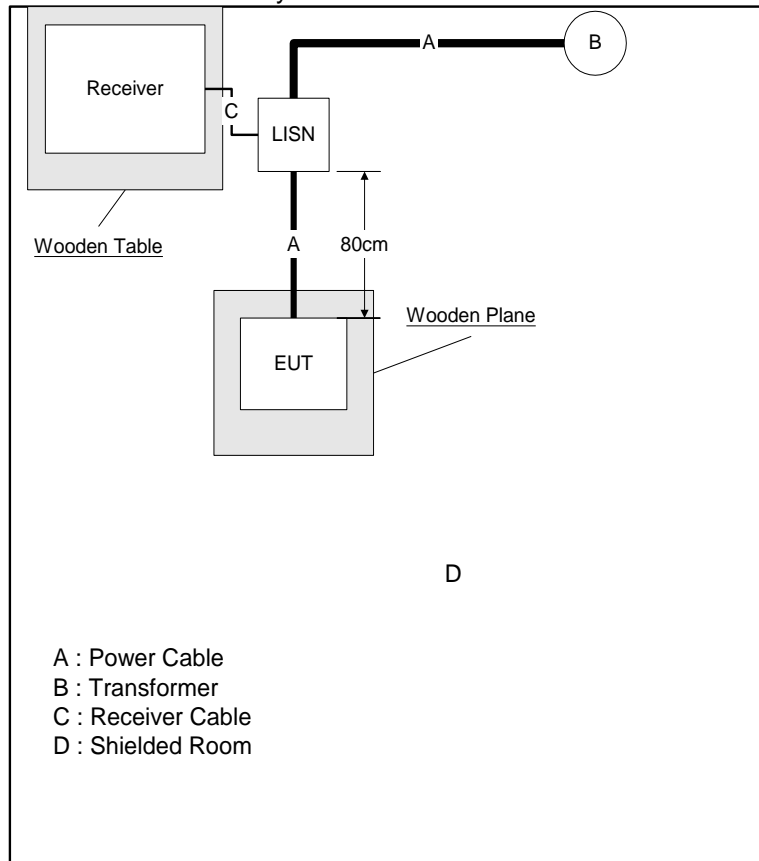 A
B
Receiver
C
LISN
A
80cm
Wooden Table
Wooden Plane
EUT
D
A : Power Cable
B : Transformer
C : Receiver Cable
D : Shielded Room